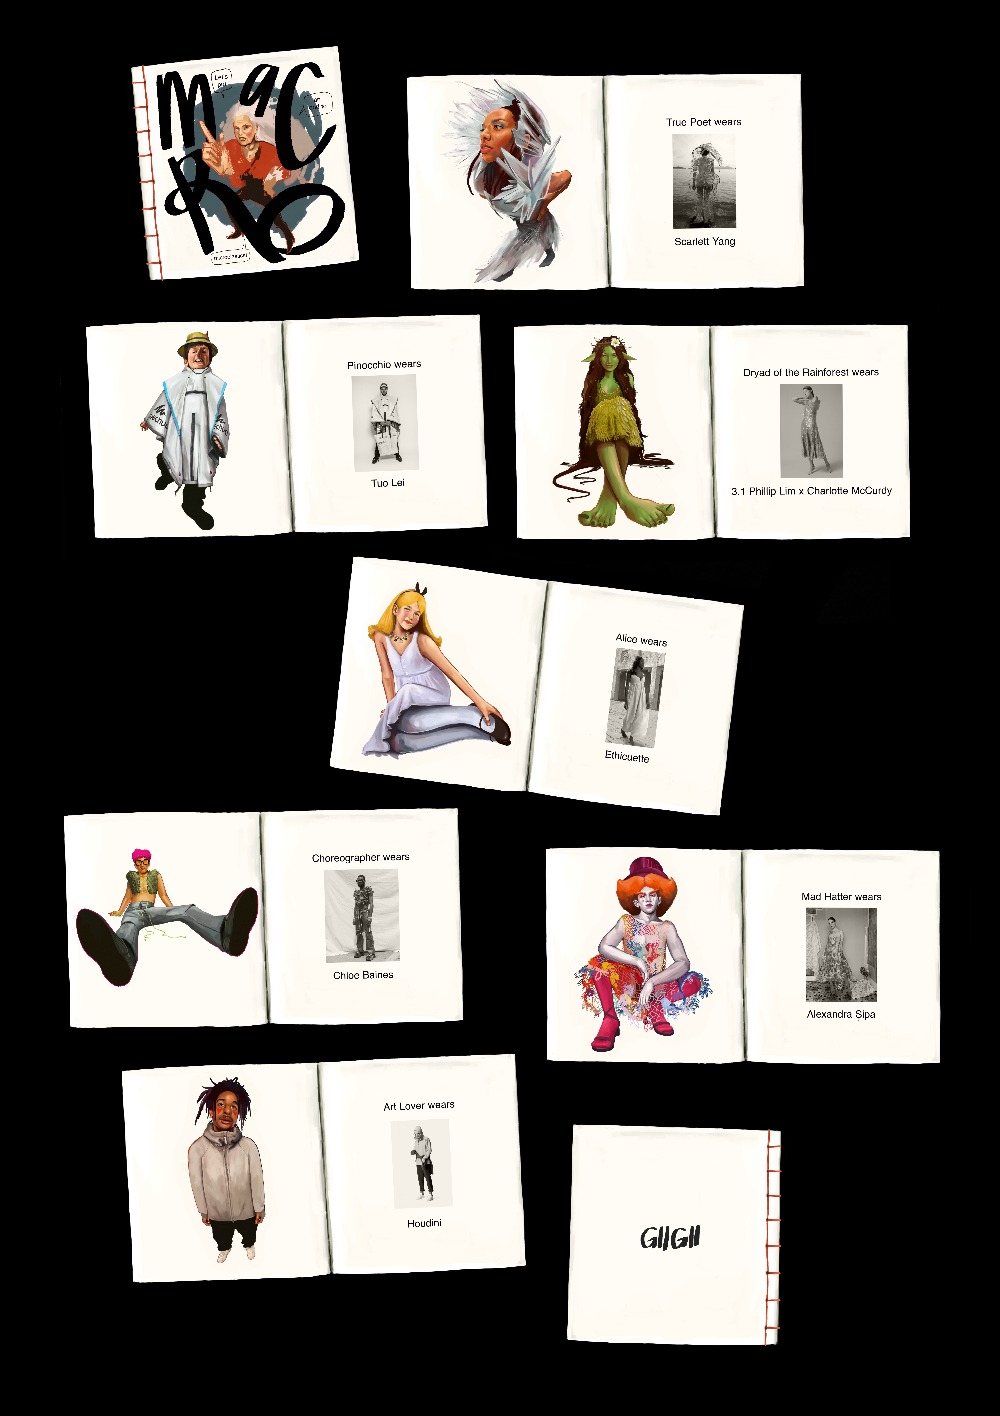 MACRO
True Poet wears
Scarlett Yang
Pinocchio wears
Tuo Lei
Dryad of the Rainforest wears
3.1 Phillip Lim x Charlotte McCurdy
Alice wears
Ethicuette
Choreographer wears
Chloe Baines
Mad Hatter wears
Alexandra Sipa
Art Lover wears
Houdini
GIIGII